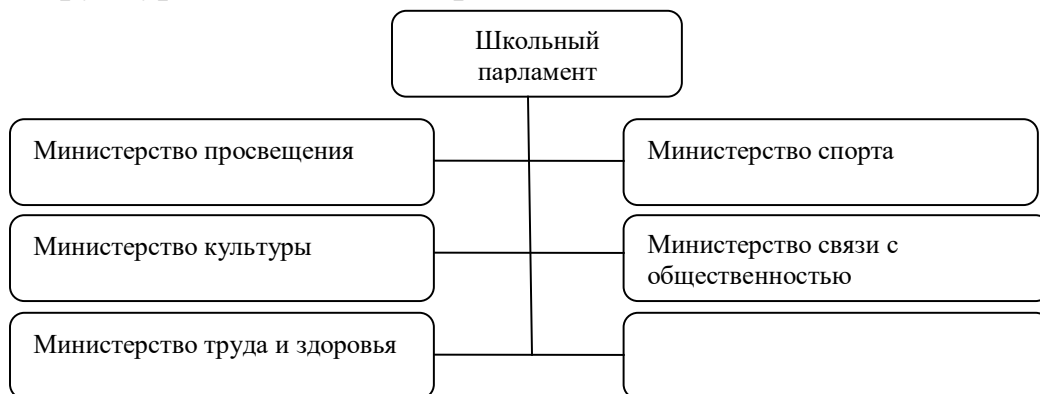 Школьный
парламент
Министерство просвещения
Министерство спорта
Министерство культуры
Министерство связи с
общественностью
Министерство труда и здоровья